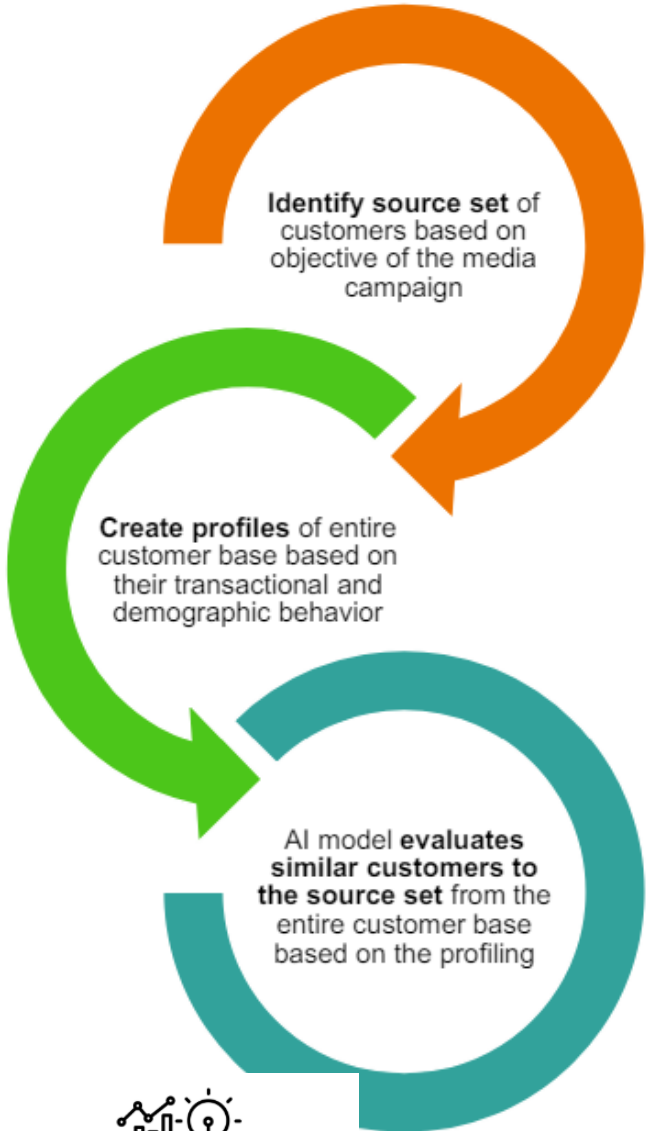 Identify source set of
customers based on
objective of the media
campaign
Create profiles of entire
customer base based on
their transactional and
demographic behavior
AI model evaluates
similar customers to
the source set from the
entire customer base
based on the profiling